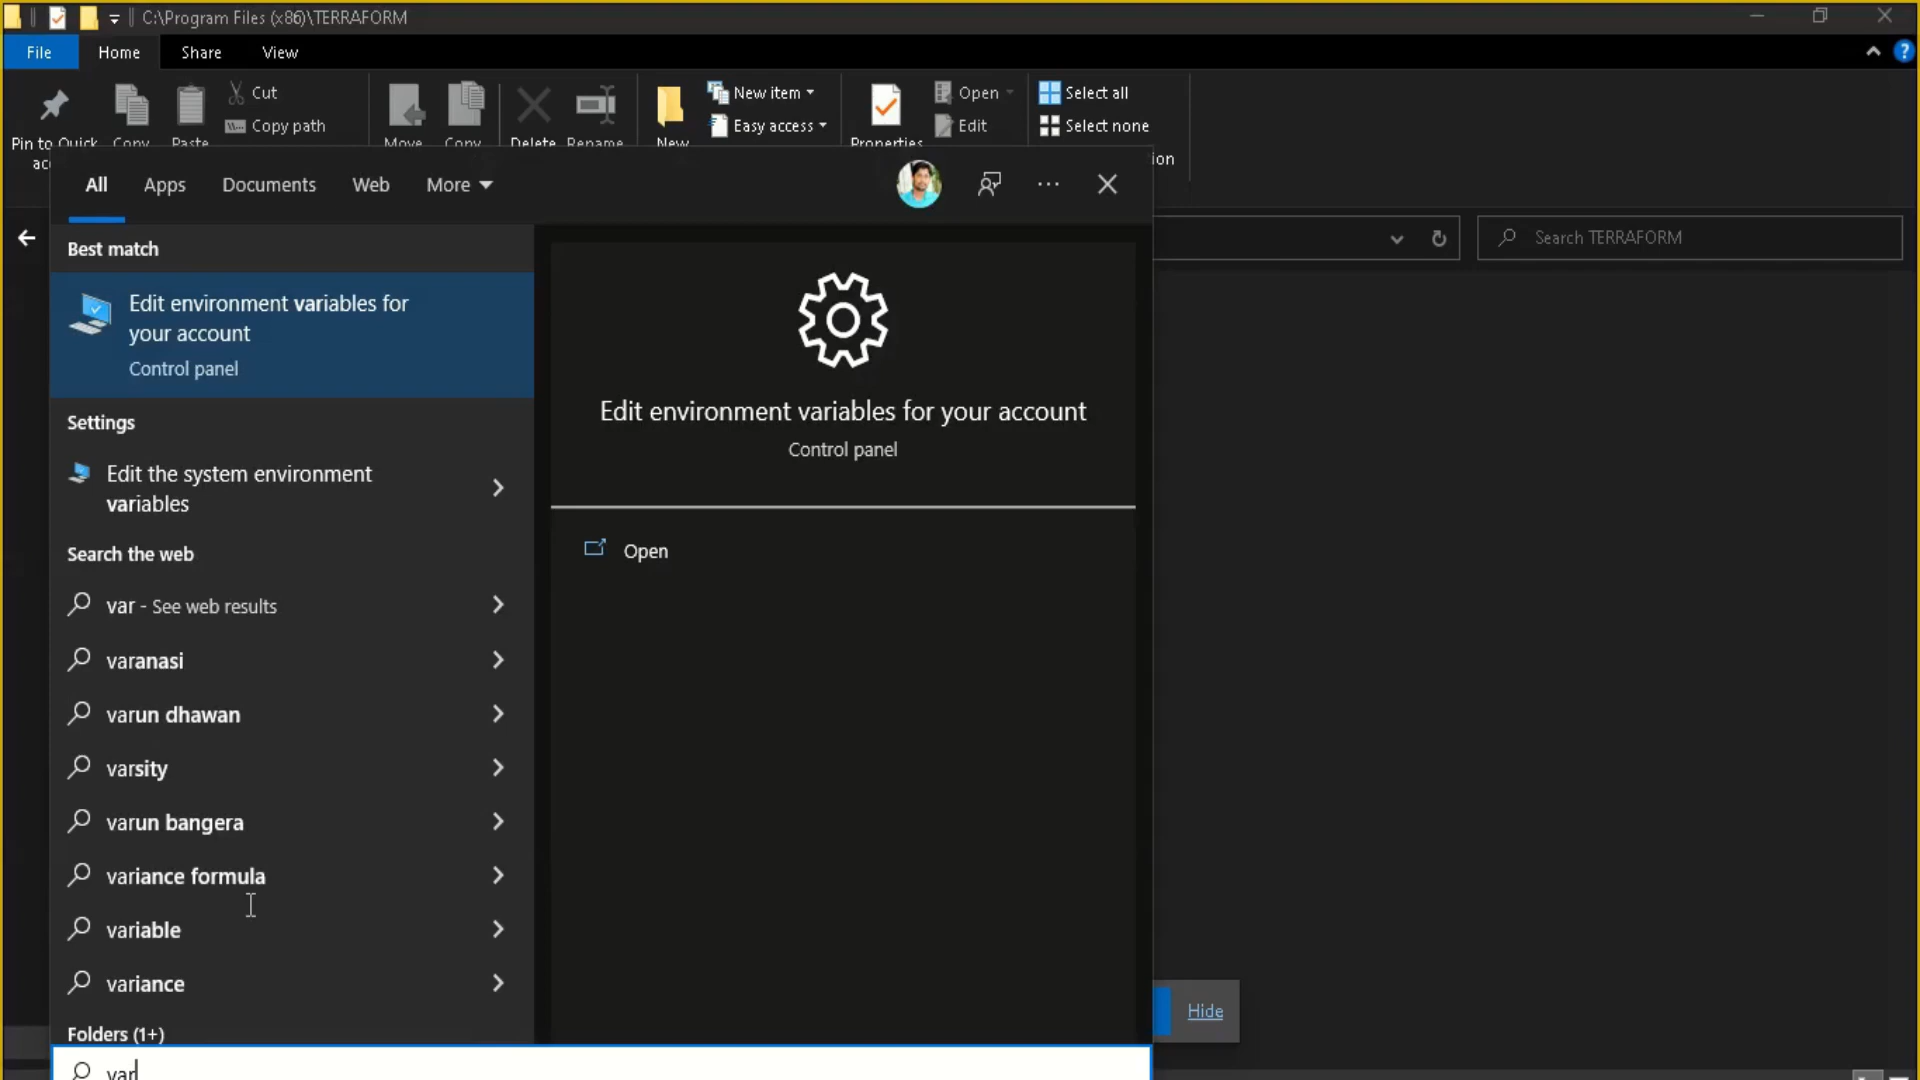 C:\Program Files (x86)\TERRAFORM
File
Home
Share
View
Pin to Quick
Copy
Paste
Cut
Copy path
Move
Copy
Delete
Rename
New
New item
Easy access
Properties
Open
Edit
Select all
Select none
All
Apps
Documents
Web
More
Search TERRAFORM
Best match
Edit environment variables for
your account
Control panel
Settings
Edit the system environment
variables
Search the web
var - See web results
varanasi
varun dhawan
varsity
varun bangera
variance formula
variable
variance
Folders (1+)
var
Edit environment variables for your account
Control panel
Open
Hide